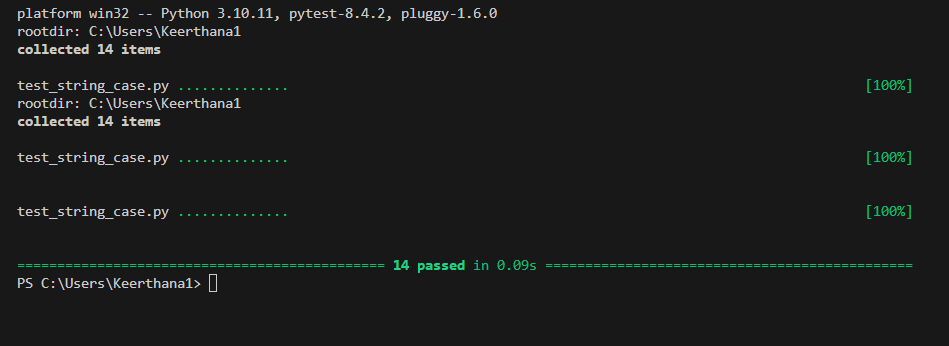 platform win32 -- Python 3.10.11, pytest-8.4.2, pluggy-1.6.0
rootdir: C:\Users\Keerthana1
collected 14 items
test_string_case.py .............. [100%]
rootdir: C:\Users\Keerthana1
collected 14 items
test_string_case.py .............. [100%]
test_string_case.py .............. [100%]
============================================== 14 passed in 0.09s ==============================================
PS C:\Users\Keerthana1>